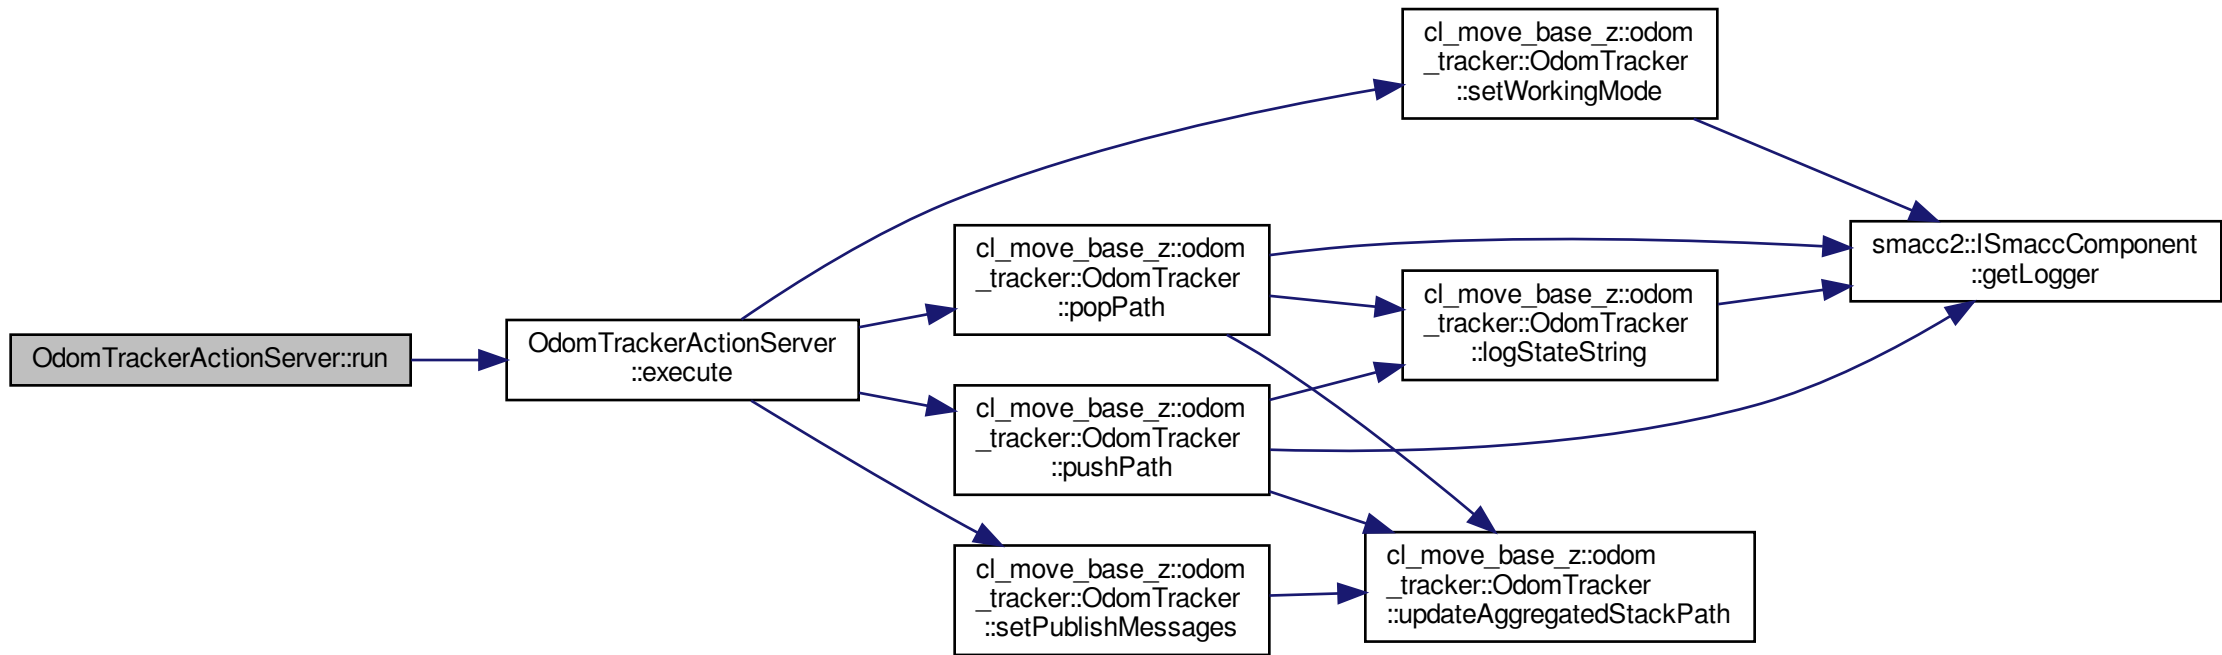 OdomTrackerActionServer::run
OdomTrackerActionServer
::execute
cl_move_base_z::odom
_tracker::OdomTracker
::setWorkingMode
cl_move_base_z::odom
_tracker::OdomTracker
::popPath
cl_move_base_z::odom
_tracker::OdomTracker
::pushPath
cl_move_base_z::odom
_tracker::OdomTracker
::setPublishMessages
cl_move_base_z::odom
_tracker::OdomTracker
::logStateString
cl_move_base_z::odom
_tracker::OdomTracker
::updateAggregatedStackPath
smacc2::ISmaccComponent
::getLogger